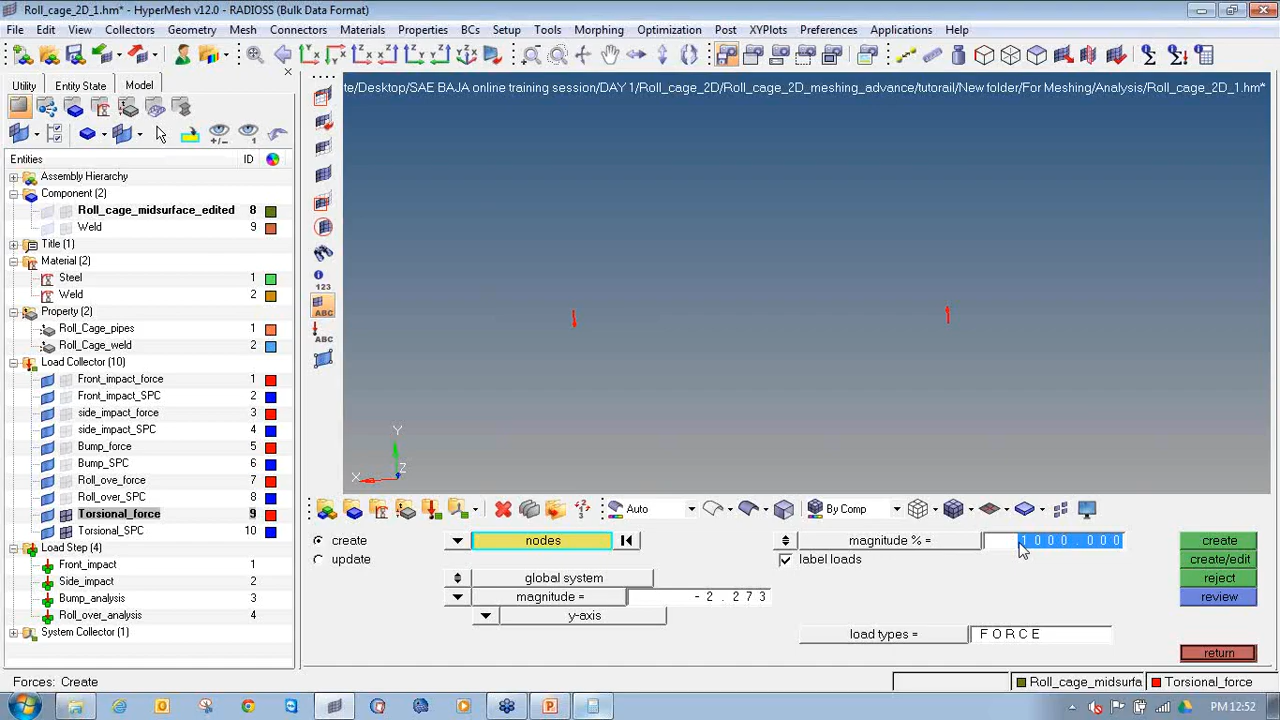 Roll_cage_2D_1.hm* - HyperMesh v12.0 - RADIOSS (Bulk Data Format)
File Edit View Collectors Geometry Mesh Connectors Materials Properties BCs Setup Tools Morphing Optimization Post XYPlots Preferences Applications Help
Utility Entity State Model
te/Desktop/SAE BAJA online training session/DAY 1/Roll_cage_2D/Roll_cage_2D_meshing_advance/tutorail/New folder/For Meshing/Analysis/Roll_cage_2D_1.hm*
Entities ID
Assembly Hierarchy
Component (2)
Roll_cage_midsurface_edited 8
Weld 9
Title (1)
Material (2)
Steel 1
Weld 2
Property (2)
Roll_Cage_pipes 1
Roll_Cage_weld 2
Load Collector (10)
Front_impact_force 1
Front_impact_SPC 2
side_impact_force 3
side_impact_SPC 4
Bump_force 5
Bump_SPC 6
Roll_ove_force 7
Roll_over_SPC 8
Torsional_force 9
Torsional_SPC 10
Load Step (4)
Front_impact 1
Side_impact 2
Bump_analysis 3
Roll_over_analysis 4
System Collector (1)
123
ABC
ABC
Y
X
Z
Auto
By Comp
create nodes magnitude % = 1000.000 create
update label loads create/edit
global system reject
magnitude = -2.273 review
y-axis
load types = FORCE
return
Forces: Create
Roll_cage_midsurfa Torsional_force
PM 12:52